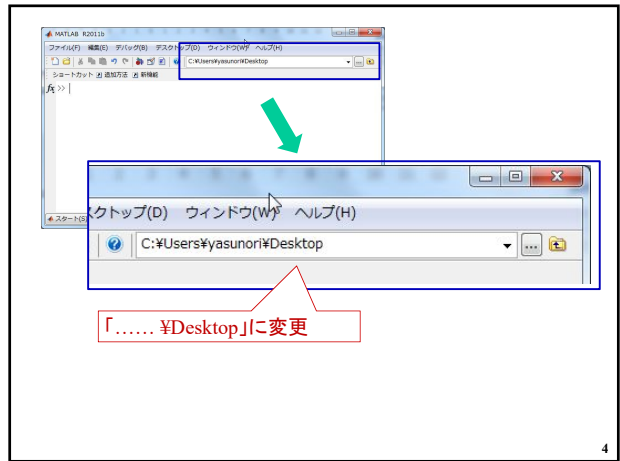 MATLAB R2011b
ファイル(F) 編集(E) デバッグ(B) デスクトップ(D) ウィンドウ(W) ヘルプ(H)
C:¥Users¥yasunori¥Desktop
ショートカット 追加方法 新機能
fx >>
スタート(S)
クトップ(D) ウィンドウ(W) ヘルプ(H)
C:¥Users¥yasunori¥Desktop
「…… ¥Desktop」に変更
4